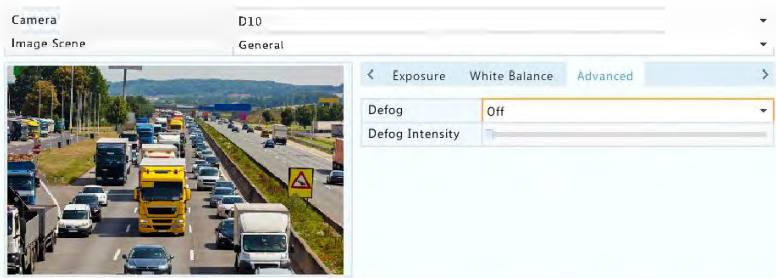 Camera D10
Image Scene General
< Exposure White Balance Advanced >
Defog Off
Defog Intensity